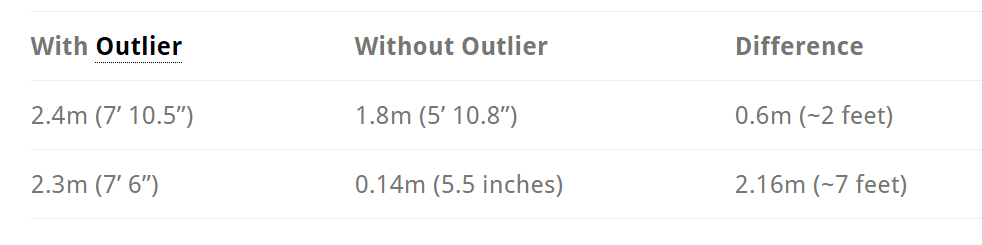 With Outlier Without Outlier Difference
2.4m (7’ 10.5”) 1.8m (5’ 10.8”) 0.6m (~2 feet)
2.3m (7’ 6”) 0.14m (5.5 inches) 2.16m (~7 feet)